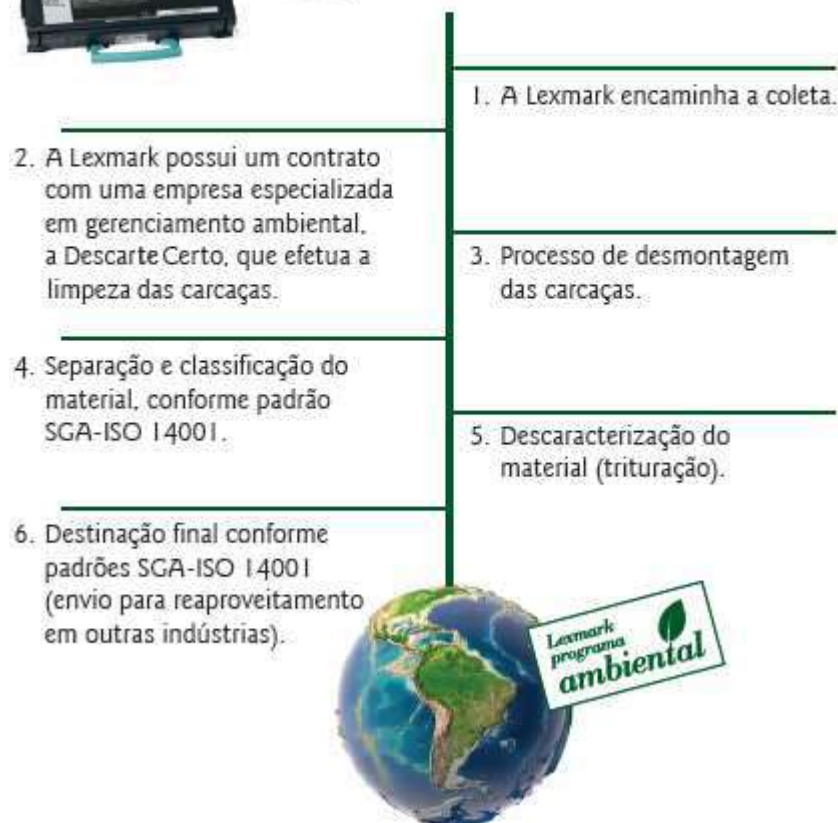 1. A Lexmark encaminha a coleta.
2. A Lexmark possui um contrato
com uma empresa especializada
em gerenciamento ambiental,
a Descarte Certo, que efetua a
limpeza das carcaças.
3. Processo de desmontagem
das carcaças.
4. Separação e classificação do
material, conforme padrão
SGA-ISO 14001.
5. Descaracterização do
material (trituração).
6. Destinação final conforme
padrões SGA-ISO 14001
(envio para reaproveitamento
em outras indústrias).
Lexmark
programa
ambiental